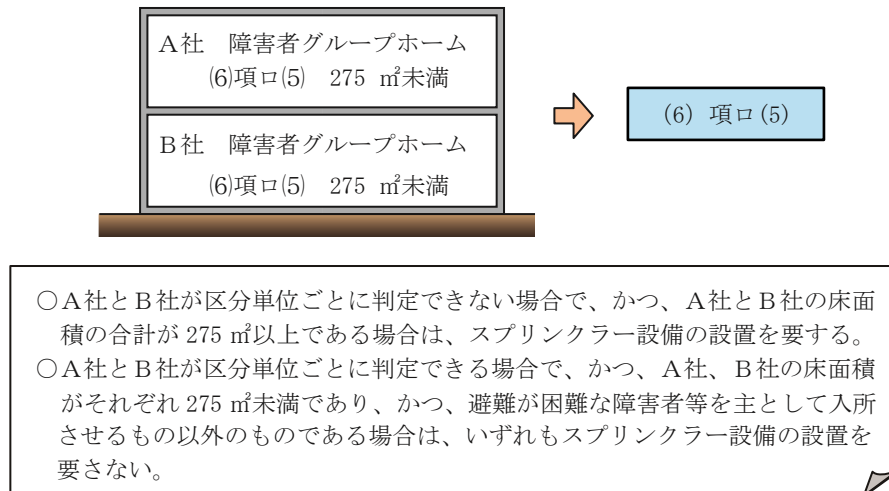 A社 障害者グループホーム
⑹項ロ⑸ 275 ㎡未満
B社 障害者グループホーム
⑹項ロ⑸ 275 ㎡未満
(6) 項ロ(5)
○A社とB社が区分単位ごとに判定できない場合で、かつ、A社とB社の床面
積の合計が 275 ㎡以上である場合は、スプリンクラー設備の設置を要する。
○A社とB社が区分単位ごとに判定できる場合で、かつ、A社、B社の床面積
がそれぞれ 275 ㎡未満であり、かつ、避難が困難な障害者等を主として入所
させるもの以外のものである場合は、いずれもスプリンクラー設備の設置を
要さない。